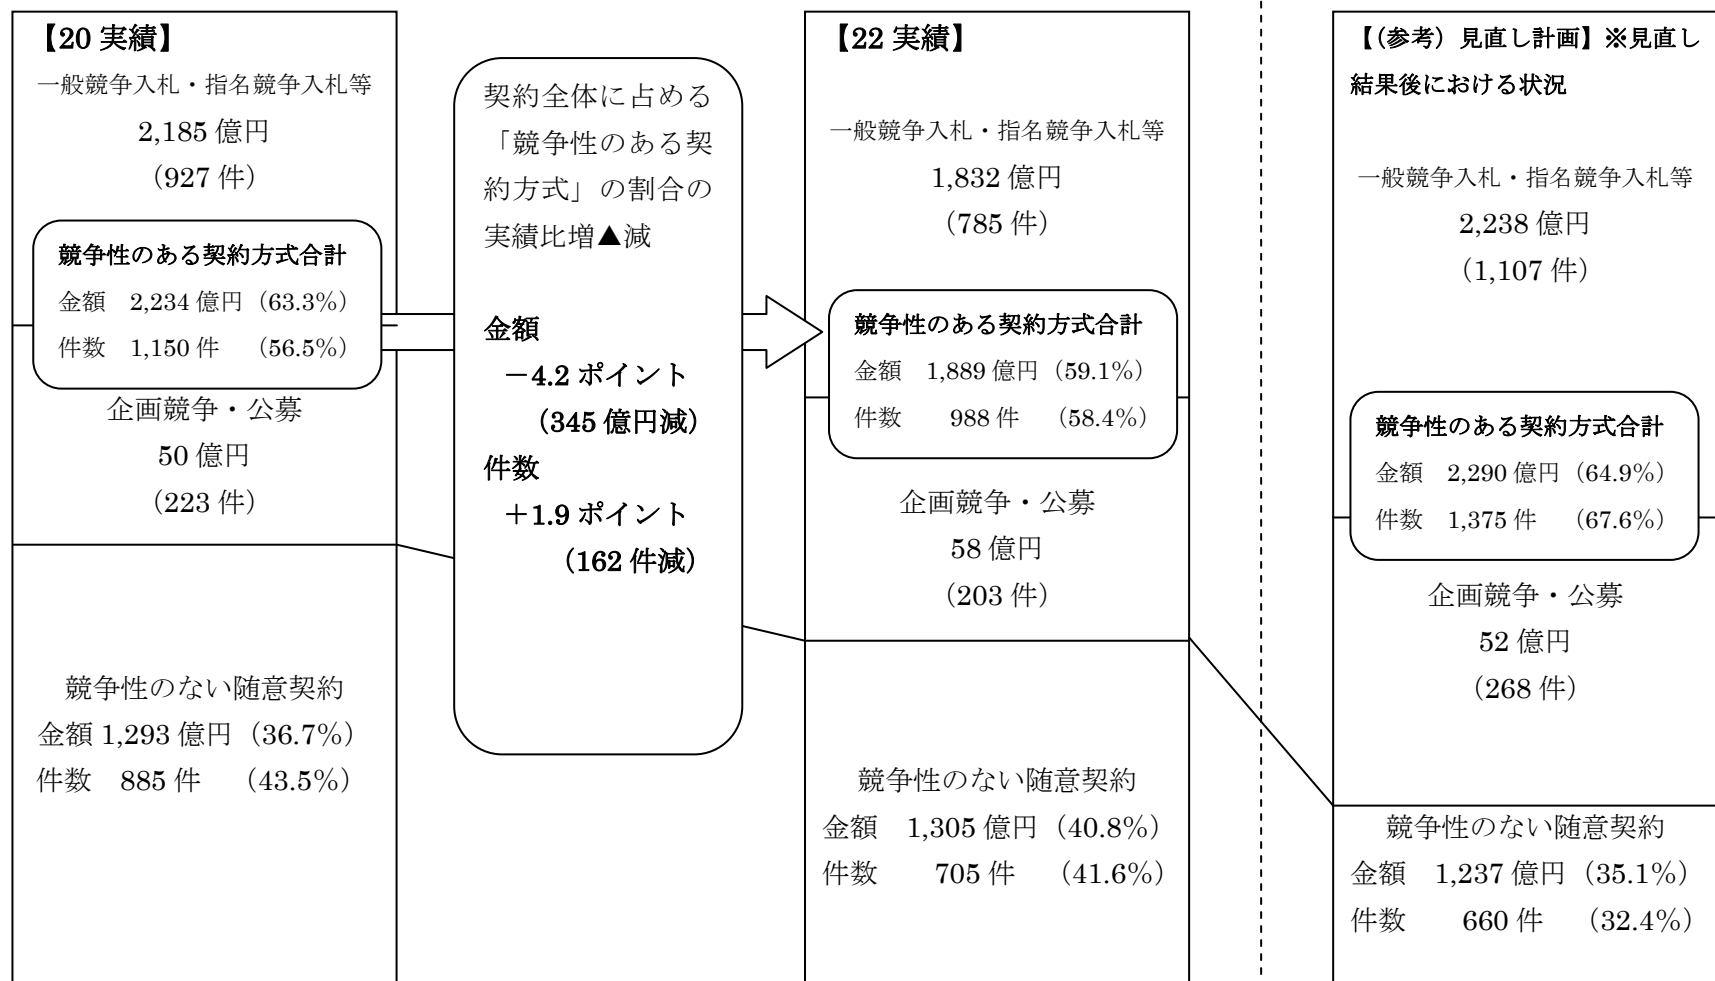 【20 実績】
一般競争入札・指名競争入札等
2,185 億円
（927 件）
競争性のある契約方式合計
金額 2,234 億円（63.3%）
件数 1,150 件 （56.5%）
企画競争・公募
50 億円
（223 件）
競争性のない随意契約
金額 1,293 億円（36.7%）
件数 885 件 （43.5%）
契約全体に占める
「競争性のある契
約方式」の割合の
実績比増▲減
金額
－4.2 ポイント
（345 億円減）
件数
＋1.9 ポイント
（162 件減）
【22 実績】
一般競争入札・指名競争入札等
1,832 億円
（785 件）
競争性のある契約方式合計
金額 1,889 億円（59.1%）
件数 988 件 （58.4%）
企画競争・公募
58 億円
（203 件）
競争性のない随意契約
金額 1,305 億円（40.8%）
件数 705 件 （41.6%）
【（参考）見直し計画】※見直し
結果後における状況
一般競争入札・指名競争入札等
2,238 億円
（1,107 件）
競争性のある契約方式合計
金額 2,290 億円（64.9%）
件数 1,375 件 （67.6%）
企画競争・公募
52 億円
（268 件）
競争性のない随意契約
金額 1,237 億円（35.1%）
件数 660 件 （32.4%）